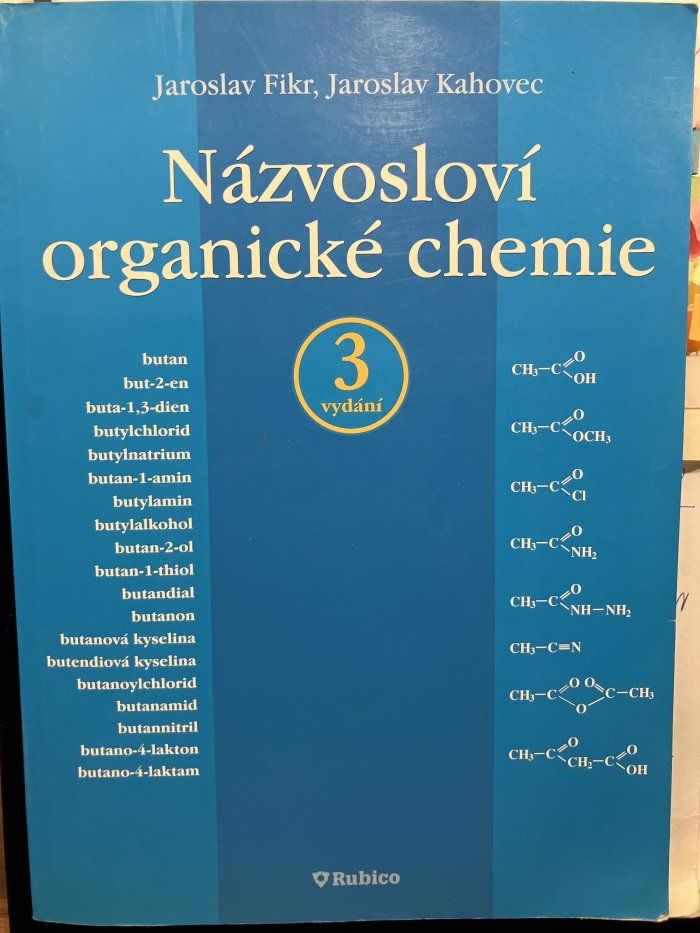 Jaroslav Fikr, Jaroslav Kahovec
Názvosloví
organické chemie
3
vydání
butan
but-2-en
buta-1,3-dien
butylchlorid
butylnatrium
butan-1-amin
butylamin
butylalkohol
butan-2-ol
butan-1-thiol
butandial
butanon
butanová kyselina
butendiová kyselina
butanoylchlorid
butanamid
butannitril
butano-4-lakton
butano-4-laktam
O
CH₃—C
OH
O
CH₃—C
OCH₃
O
CH₃—C
Cl
O
CH₃—C
NH₂
O
CH₃—C
NH—NH₂
CH₃—C≡N
O O
CH₃—C C—CH₃
O
O
CH₃—C O
CH₂—C
OH
Rubico